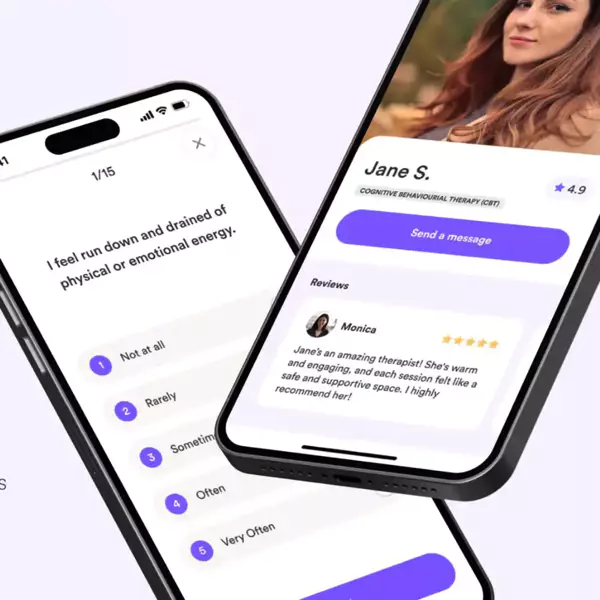 41
1/15
I feel run down and drained of
physical or emotional energy.
1 Not at all
2 Rarely
3 Sometim
4 Often
5 Very Often
S
Jane S.
COGNITIVE BEHAVIOURIAL THERAPY (CBT)
4.9
Send a message
Reviews
Monica
Jane's an amazing therapist! She's warm
and engaging, and each session felt like a
safe and supportive space. I highly
recommend her!